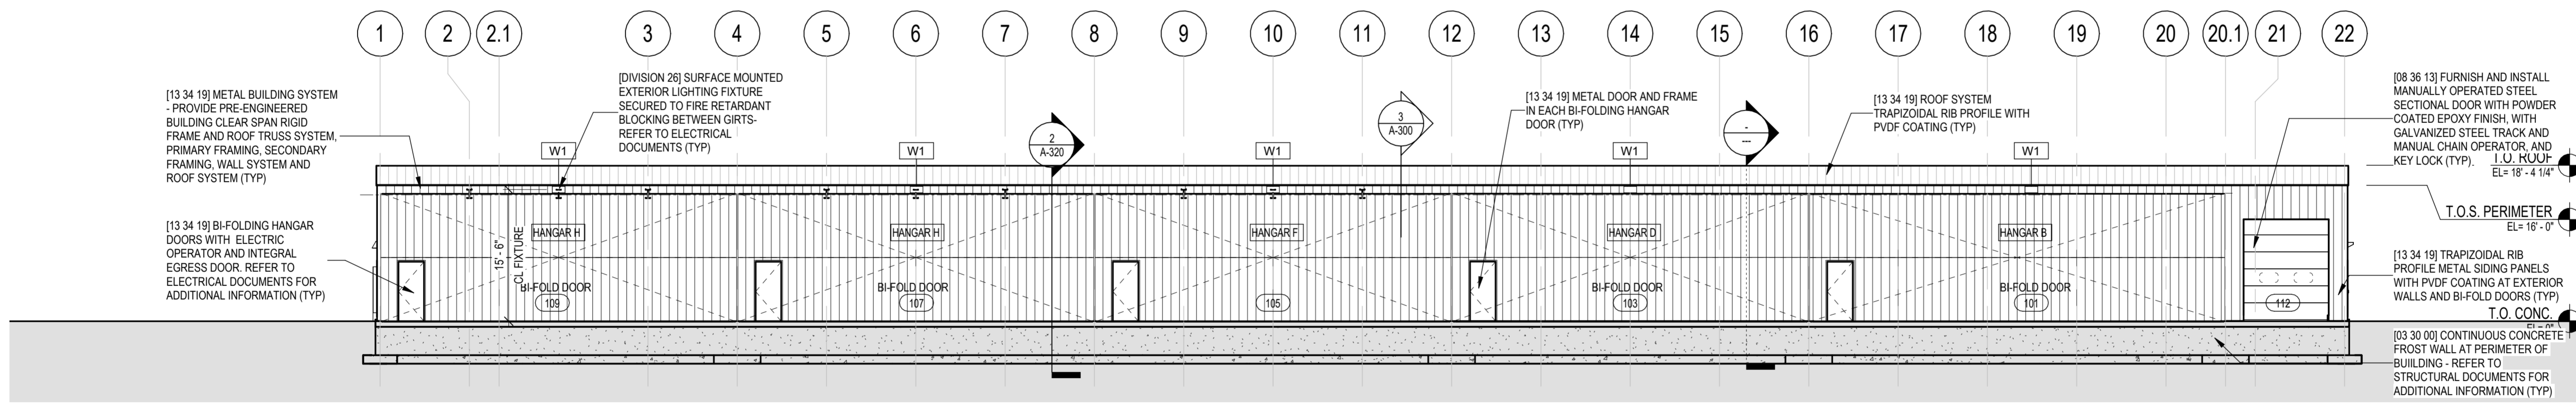 1
2
2.1
3
4
5
6
7
8
9
10
11
12
13
14
15
16
17
18
19
20
20.1
21
22
[13 34 19] METAL BUILDING SYSTEM
- PROVIDE PRE-ENGINEERED
BUILDING CLEAR SPAN RIGID
FRAME AND ROOF TRUSS SYSTEM,
PRIMARY FRAMING, SECONDARY
FRAMING, WALL SYSTEM AND
ROOF SYSTEM (TYP)
[DIVISION 26] SURFACE MOUNTED
EXTERIOR LIGHTING FIXTURE
SECURED TO FIRE RETARDANT
BLOCKING BETWEEN GIRTS-
REFER TO ELECTRICAL
DOCUMENTS (TYP)
2
A-320
3
A-300
[13 34 19] METAL DOOR AND FRAME
IN EACH BI-FOLDING HANGAR
DOOR (TYP)
-
---
[13 34 19] ROOF SYSTEM
TRAPIZOIDAL RIB PROFILE WITH
PVDF COATING (TYP)
[08 36 13] FURNISH AND INSTALL
MANUALLY OPERATED STEEL
SECTIONAL DOOR WITH POWDER
COATED EPOXY FINISH, WITH
GALVANIZED STEEL TRACK AND
MANUAL CHAIN OPERATOR, AND
KEY LOCK (TYP).
T.O. ROOF
EL= 18' - 4 1/4"
W1
W1
W1
W1
W1
T.O.S. PERIMETER
EL= 16' - 0"
[13 34 19] BI-FOLDING HANGAR
DOORS WITH ELECTRIC
OPERATOR AND INTEGRAL
EGRESS DOOR. REFER TO
ELECTRICAL DOCUMENTS FOR
ADDITIONAL INFORMATION (TYP)
15' - 6"
CL FIXTURE
HANGAR H
HANGAR H
HANGAR F
HANGAR D
HANGAR B
BI-FOLD DOOR
109
BI-FOLD DOOR
107
105
BI-FOLD DOOR
103
BI-FOLD DOOR
101
112
[13 34 19] TRAPIZOIDAL RIB
PROFILE METAL SIDING PANELS
WITH PVDF COATING AT EXTERIOR
WALLS AND BI-FOLD DOORS (TYP)
T.O. CONC.
EL= 0"
[03 30 00] CONTINUOUS CONCRETE
FROST WALL AT PERIMETER OF
BUIILDING - REFER TO
STRUCTURAL DOCUMENTS FOR
ADDITIONAL INFORMATION (TYP)